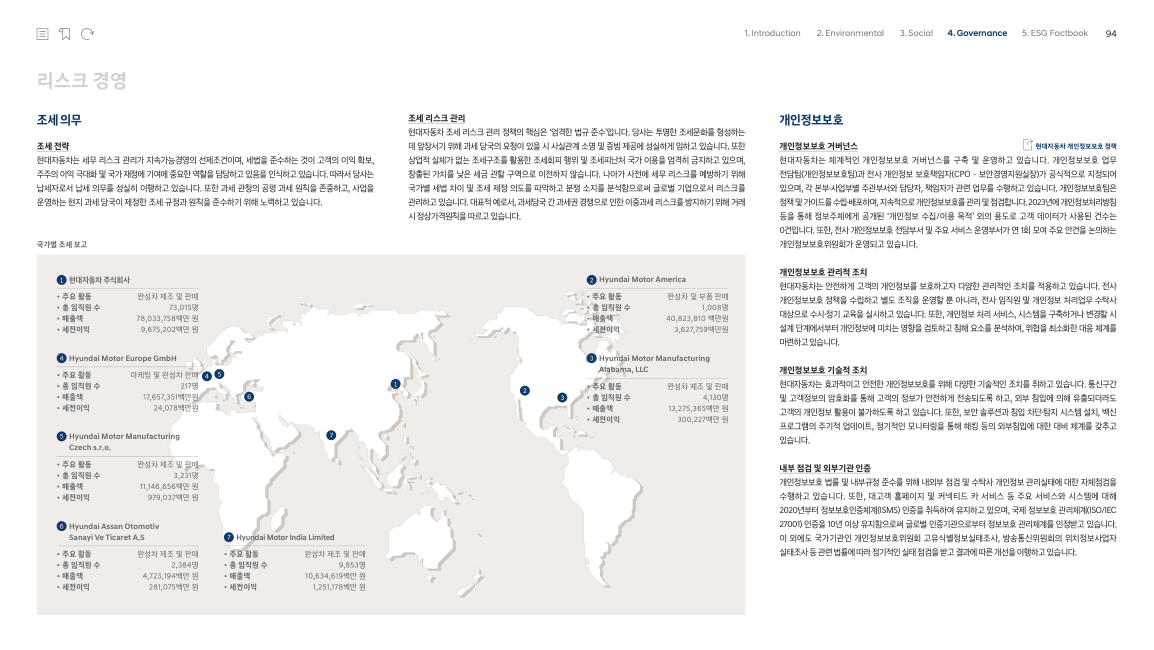 1. Introduction 2. Environmental 3. Social 4. Governance 5. ESG Factbook 94
리스크 경영
조세 의무
조세 전략
현대자동차는 세무 리스크 관리가 지속가능경영의 선제조건이며, 세법을 준수하는 것이 고객의 이익 확보,
주주의 이익 극대화 및 국가 재정에 기여에 중요한 역할을 담당하고 있음을 인식하고 있습니다. 따라서 당사는
납세자로서 납세 의무를 성실히 이행하고 있습니다. 또한 과세 관청의 공평 과세 원칙을 존중하고, 사업을
운영하는 현지 과세 당국이 제정한 조세 규정과 원칙을 준수하기 위해 노력하고 있습니다.
조세 리스크 관리
현대자동차 조세 리스크 관리 정책의 핵심은 '엄격한 법규 준수'입니다. 당사는 투명한 조세문화를 형성하는
데 앞장서기 위해 과세 당국의 요청이 있을 시 사실관계 소명 및 증빙 제공에 성실하게 임하고 있습니다. 또한
상업적 실체가 없는 조세구조를 활용한 조세회피 행위 및 조세피난처 국가 이용을 엄격히 금지하고 있으며,
창출된 가치를 낮은 세금 관할 구역으로 이전하지 않습니다. 나아가 사전에 세무 리스크를 예방하기 위해
국가별 세법 차이 및 조세 제정 의도를 파악하고 분쟁 소지를 분석함으로써 글로벌 기업으로서 리스크를
관리하고 있습니다. 대표적 예로서, 과세당국 간 과세권 경쟁으로 인한 이중과세 리스크를 방지하기 위해 거래
시 정상가격원칙을 따르고 있습니다.
국가별 조세 보고
1 현대자동차 주식회사
• 주요 활동 완성차 제조 및 판매
• 총 임직원 수 73,015명
• 매출액 78,033,758백만 원
• 세전이익 9,675,202백만 원
2 Hyundai Motor America
• 주요 활동 완성차 및 부품 판매
• 총 임직원 수 1,008명
• 매출액 40,823,810 백만 원
• 세전이익 3,627,759백만 원
4 Hyundai Motor Europe GmbH
• 주요 활동 마케팅 및 완성차 판매
• 총 임직원 수 217명
• 매출액 17,657,351백만 원
• 세전이익 24,078백만 원
3 Hyundai Motor Manufacturing
Alabama, LLC
• 주요 활동 완성차 제조 및 판매
• 총 임직원 수 4,130명
• 매출액 13,275,365백만 원
• 세전이익 300,227백만 원
5 Hyundai Motor Manufacturing
Czech s,r,o,
• 주요 활동 완성차 제조 및 판매
• 총 임직원 수 3,231명
• 매출액 11,146,656백만 원
• 세전이익 979,037백만 원
6 Hyundai Assan Otomotiv
Sanayi Ve Ticaret A,S
• 주요 활동 완성차 제조 및 판매
• 총 임직원 수 2,384명
• 매출액 4,723,194백만 원
• 세전이익 281,075백만 원
7 Hyundai Motor India Limited
• 주요 활동 완성차 제조 및 판매
• 총 임직원 수 9,853명
• 매출액 10,634,619백만 원
• 세전이익 1,251,178백만 원
4 5
6
7
1
2
3
개인정보보호
개인정보보호 거버넌스 현대자동차 개인정보보호 정책
현대자동차는 체계적인 개인정보보호 거버넌스를 구축 및 운영하고 있습니다. 개인정보보호 업무
전담팀(개인정보보호팀)과 전사 개인정보 보호책임자(CPO - 보안경영지원실장)가 공식적으로 지정되어
있으며, 각 본부·사업부별 주관부서와 담당자, 책임자가 관련 업무를 수행하고 있습니다. 개인정보보호팀은
정책 및 가이드를 수립·배포하며, 지속적으로 개인정보보호를 관리 및 점검합니다. 2023년에 개인정보처리방침
등을 통해 정보주체에게 공개된 '개인정보 수집/이용 목적' 외의 용도로 고객 데이터가 사용된 건수는
0건입니다. 또한, 전사 개인정보보호 전담부서 및 주요 서비스 운영부서가 연 1회 모여 주요 안건을 논의하는
개인정보보호위원회가 운영되고 있습니다.
개인정보보호 관리적 조치
현대자동차는 안전하게 고객의 개인정보를 보호하고자 다양한 관리적인 조치를 적용하고 있습니다. 전사
개인정보보호 정책을 수립하고 별도 조직을 운영할 뿐 아니라, 전사 임직원 및 개인정보 처리업무 수탁사
대상으로 수시·정기 교육을 실시하고 있습니다. 또한, 개인정보 처리 서비스, 시스템을 구축하거나 변경할 시
설계 단계에서부터 개인정보에 미치는 영향을 검토하고 침해 요소를 분석하여, 위협을 최소화한 대응 체계를
마련하고 있습니다.
개인정보보호 기술적 조치
현대자동차는 효과적이고 안전한 개인정보보호를 위해 다양한 기술적인 조치를 취하고 있습니다. 통신구간
및 고객정보의 암호화를 통해 고객의 정보가 안전하게 전송되도록 하고, 외부 침입에 의해 유출되더라도
고객의 개인정보 활용이 불가하도록 하고 있습니다. 또한, 보안 솔루션과 침입 차단·탐지 시스템 설치, 백신
프로그램의 주기적 업데이트, 정기적인 모니터링을 통해 해킹 등의 외부침입에 대한 대비 체계를 갖추고
있습니다.
내부 점검 및 외부기관 인증
개인정보보호 법률 및 내부규정 준수를 위해 내외부 점검 및 수탁사 개인정보 관리실태에 대한 자체점검을
수행하고 있습니다. 또한, 대고객 홈페이지 및 커넥티드 카 서비스 등 주요 서비스와 시스템에 대해
2020년부터 정보보호인증체계(ISMS) 인증을 취득하여 유지하고 있으며, 국제 정보보호 관리체계(ISO/IEC
27001) 인증을 10년 이상 유지함으로써 글로벌 인증기관으로부터 정보보호 관리체계를 인정받고 있습니다.
이 외에도 국가기관인 개인정보보호위원회 고유식별정보실태조사, 방송통신위원회의 위치정보사업자
실태조사 등 관련 법률에 따라 정기적인 실태 점검을 받고 결과에 따른 개선을 이행하고 있습니다.